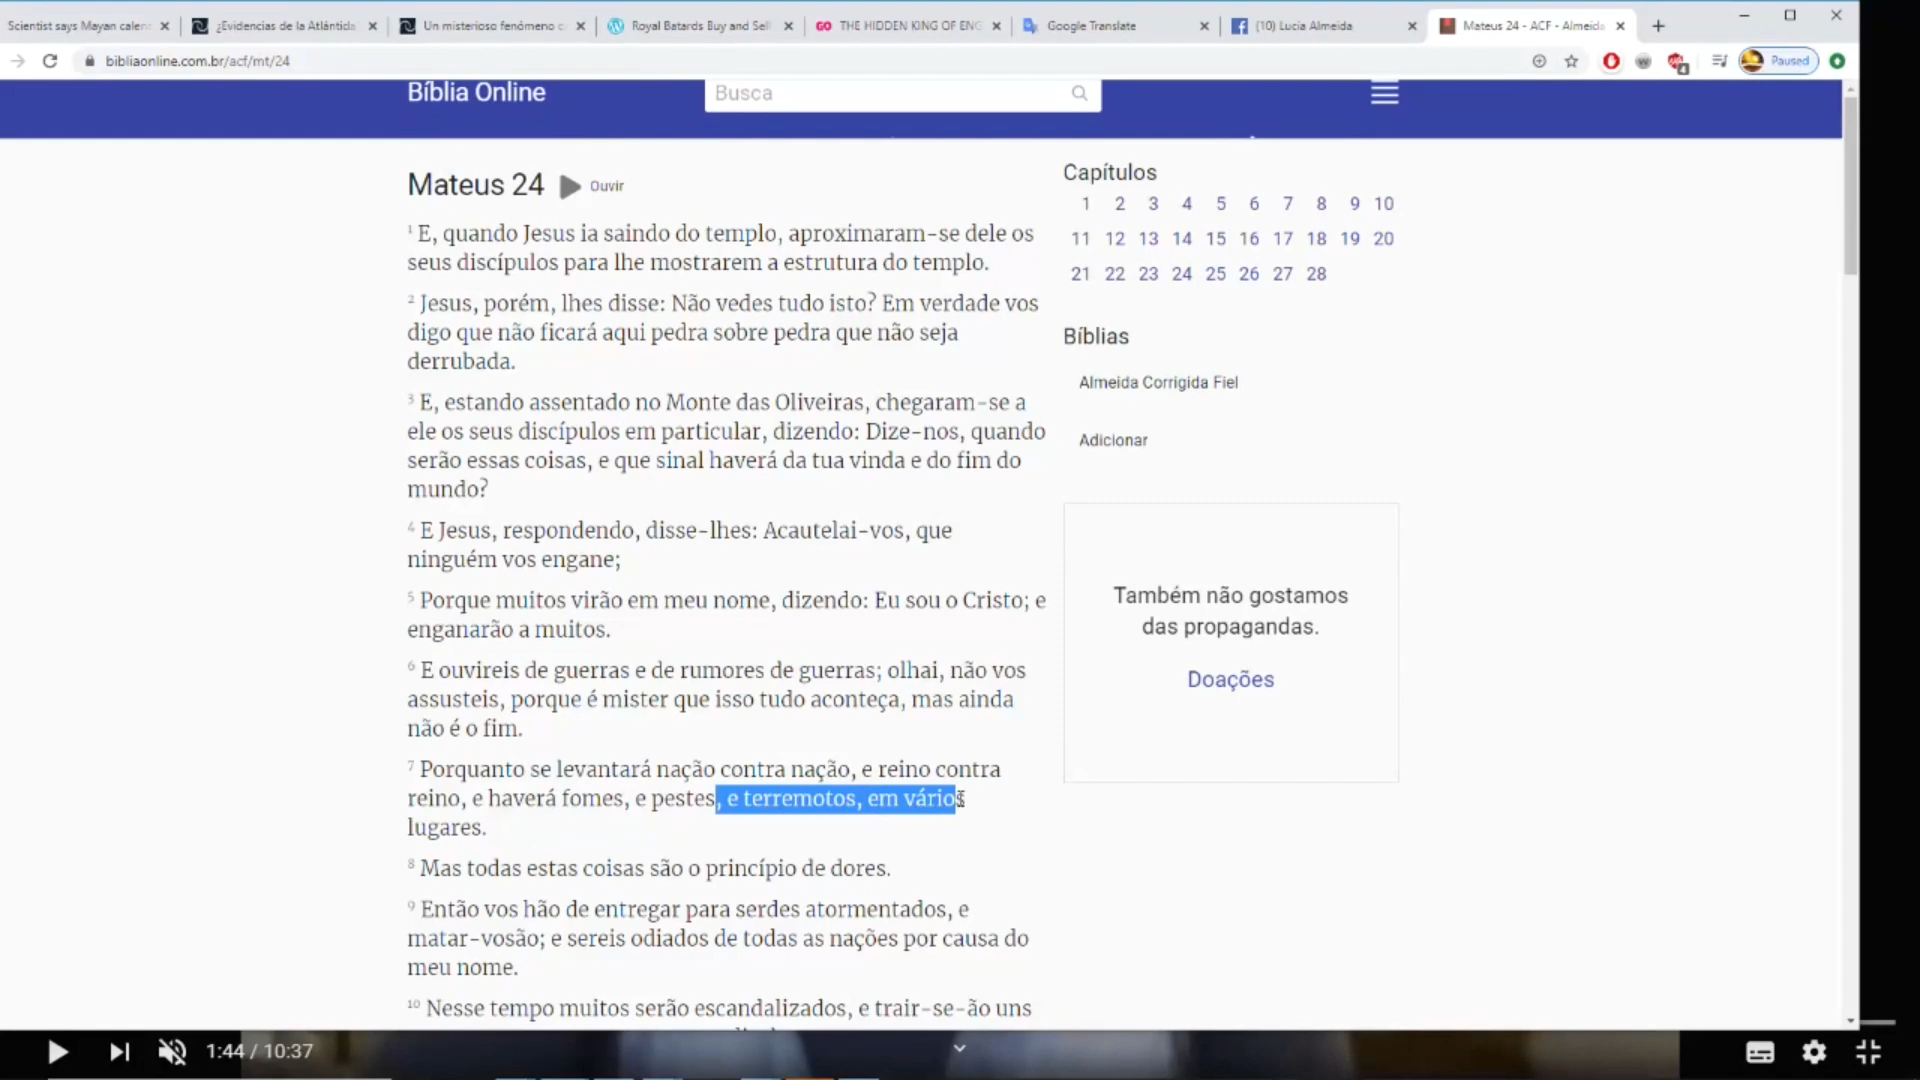 Scientist says Mayan calen
¿Evidencias de la Atlántida
Un misterioso fenómeno c
Royal Batards Buy and Sell
GO THE HIDDEN KING OF ENG
Google Translate
(10) Lucia Almeida
Mateus 24 - ACF - Almeida
bibliaonline.com.br/acf/mt/24
Paused
Bíblia Online
Busca
Mateus 24
Ouvir
1 E, quando Jesus ia saindo do templo, aproximaram-se dele os
seus discípulos para lhe mostrarem a estrutura do templo.
2 Jesus, porém, lhes disse: Não vedes tudo isto? Em verdade vos
digo que não ficará aqui pedra sobre pedra que não seja
derrubada.
3 E, estando assentado no Monte das Oliveiras, chegaram-se a
ele os seus discípulos em particular, dizendo: Dize-nos, quando
serão essas coisas, e que sinal haverá da tua vinda e do fim do
mundo?
4 E Jesus, respondendo, disse-lhes: Acautelai-vos, que
ninguém vos engane;
5 Porque muitos virão em meu nome, dizendo: Eu sou o Cristo; e
enganarão a muitos.
6 E ouvireis de guerras e de rumores de guerras; olhai, não vos
assusteis, porque é mister que isso tudo aconteça, mas ainda
não é o fim.
7 Porquanto se levantará nação contra nação, e reino contra
reino, e haverá fomes, e pestes, e terremotos, em vários
lugares.
8 Mas todas estas coisas são o princípio de dores.
9 Então vos hão de entregar para serdes atormentados, e
matar-vosão; e sereis odiados de todas as nações por causa do
meu nome.
10 Nesse tempo muitos serão escandalizados, e trair-se-ão uns
Capítulos
1 2 3 4 5 6 7 8 9 10
11 12 13 14 15 16 17 18 19 20
21 22 23 24 25 26 27 28
Bíblias
Almeida Corrigida Fiel
Adicionar
Também não gostamos
das propagandas.
Doações
1:44 / 10:37